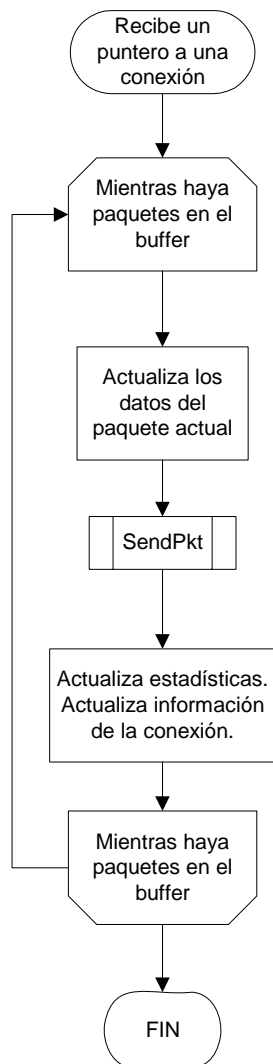 Recibe un
puntero a una
conexión
Mientras haya
paquetes en el
buffer
Actualiza los
datos del
paquete actual
SendPkt
Actualiza estadísticas.
Actualiza información
de la conexión.
Mientras haya
paquetes en el
buffer
FIN